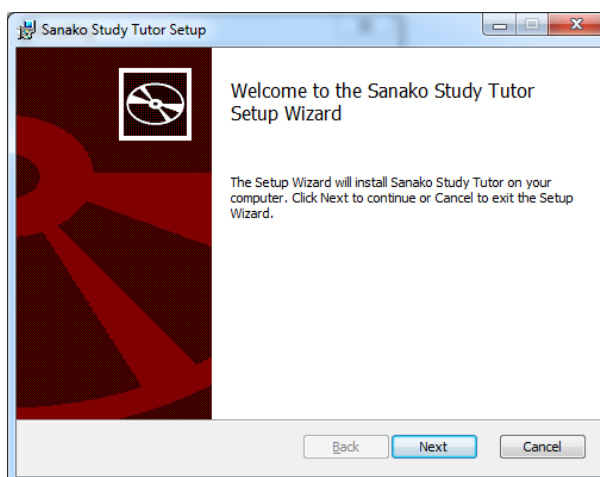 Sanako Study Tutor Setup
Welcome to the Sanako Study Tutor
Setup Wizard
The Setup Wizard will install Sanako Study Tutor on your
computer. Click Next to continue or Cancel to exit the Setup
Wizard.
Back Next Cancel